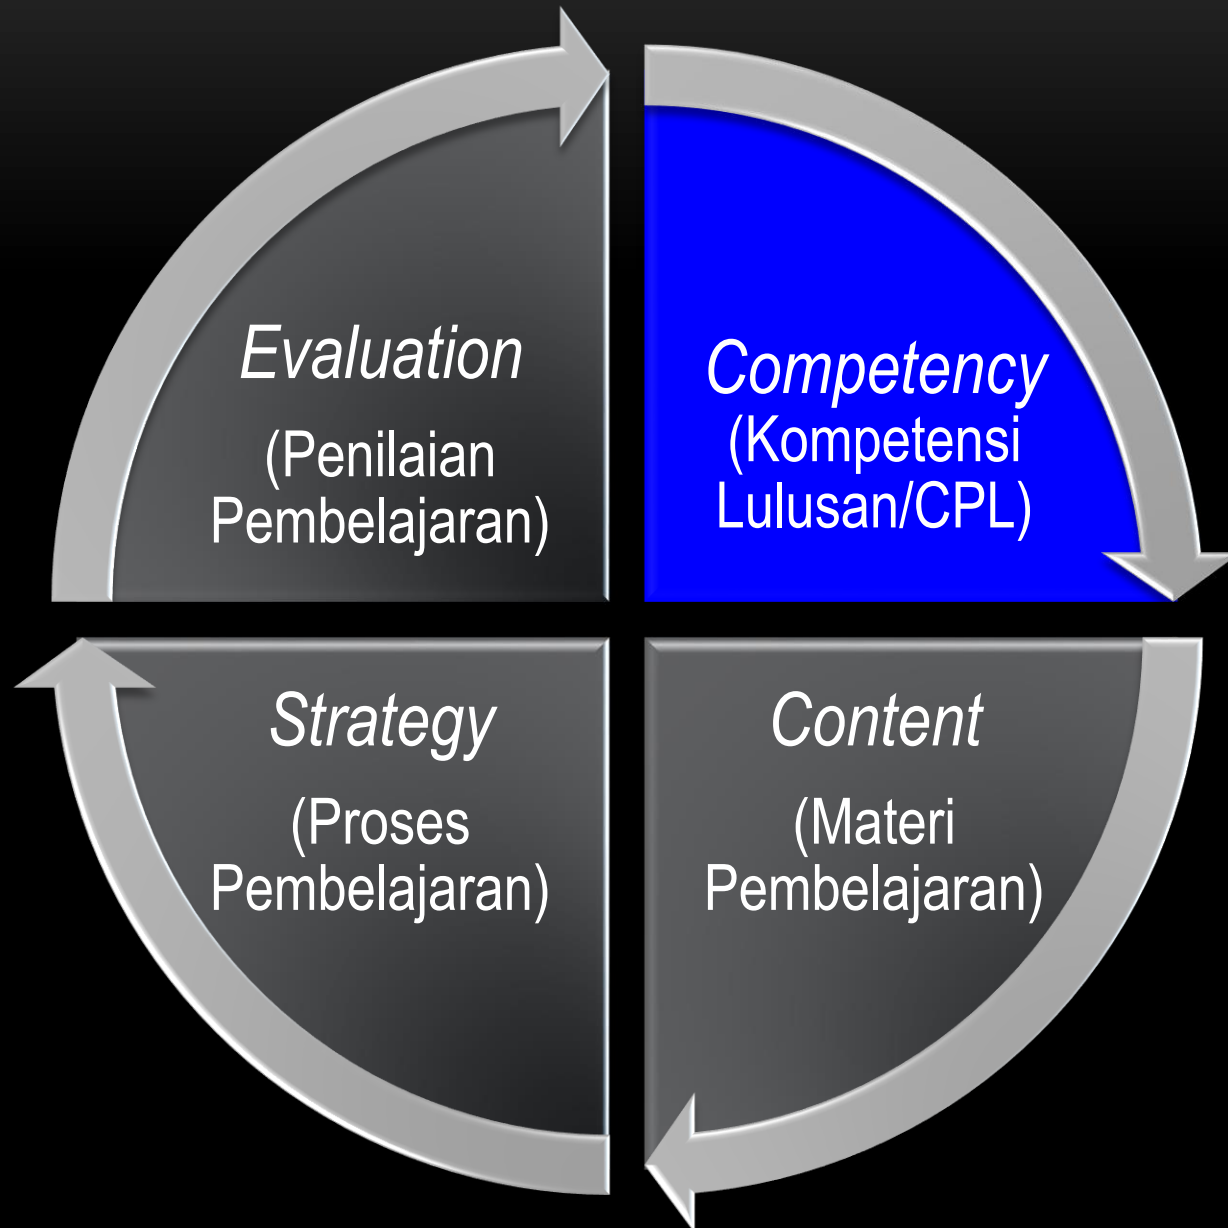 Evaluation
(Penilaian
Pembelajaran)
Competency
(Kompetensi
Lulusan/CPL)
Strategy
(Proses
Pembelajaran)
Content
(Materi
Pembelajaran)